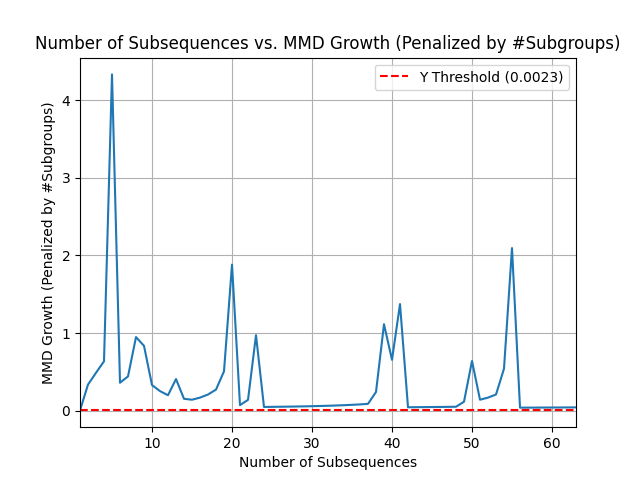 Number of Subsequences vs. MMD Growth (Penalized by #Subgroups)
Y Threshold (0.0023)
MMD Growth (Penalized by #Subgroups)
4
3
2
1
0
10 20 30 40 50 60
Number of Subsequences